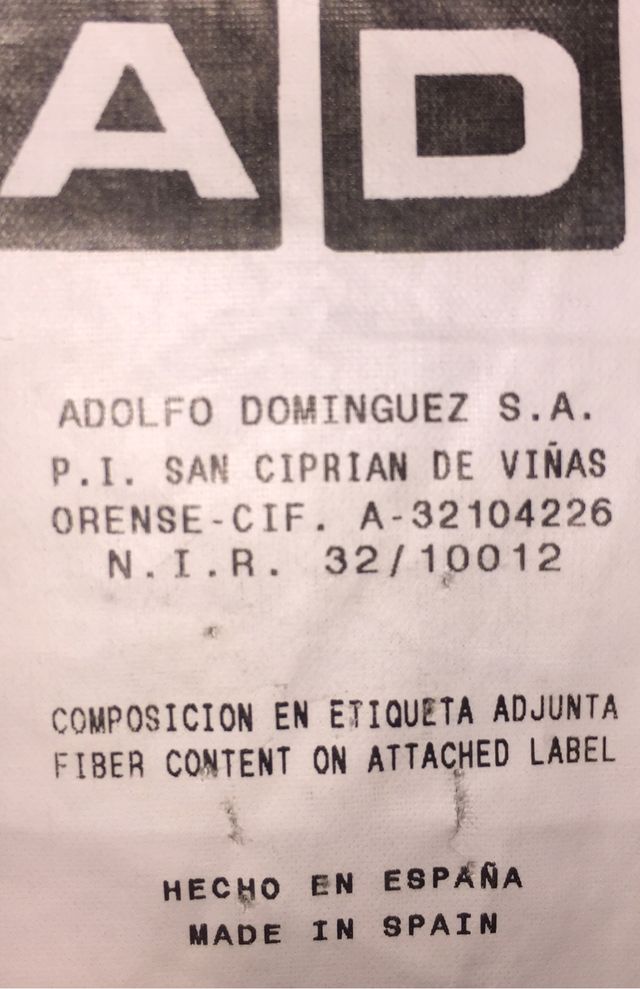 AD
ADOLFO DOMINGUEZ S.A.
P.I. SAN CIPRIAN DE VIÑAS
ORENSE-CIF. A-32104226
N.I.R. 32/10012
COMPOSICION EN ETIQUETA ADJUNTA
FIBER CONTENT ON ATTACHED LABEL
HECHO EN ESPAÑA
MADE IN SPAIN